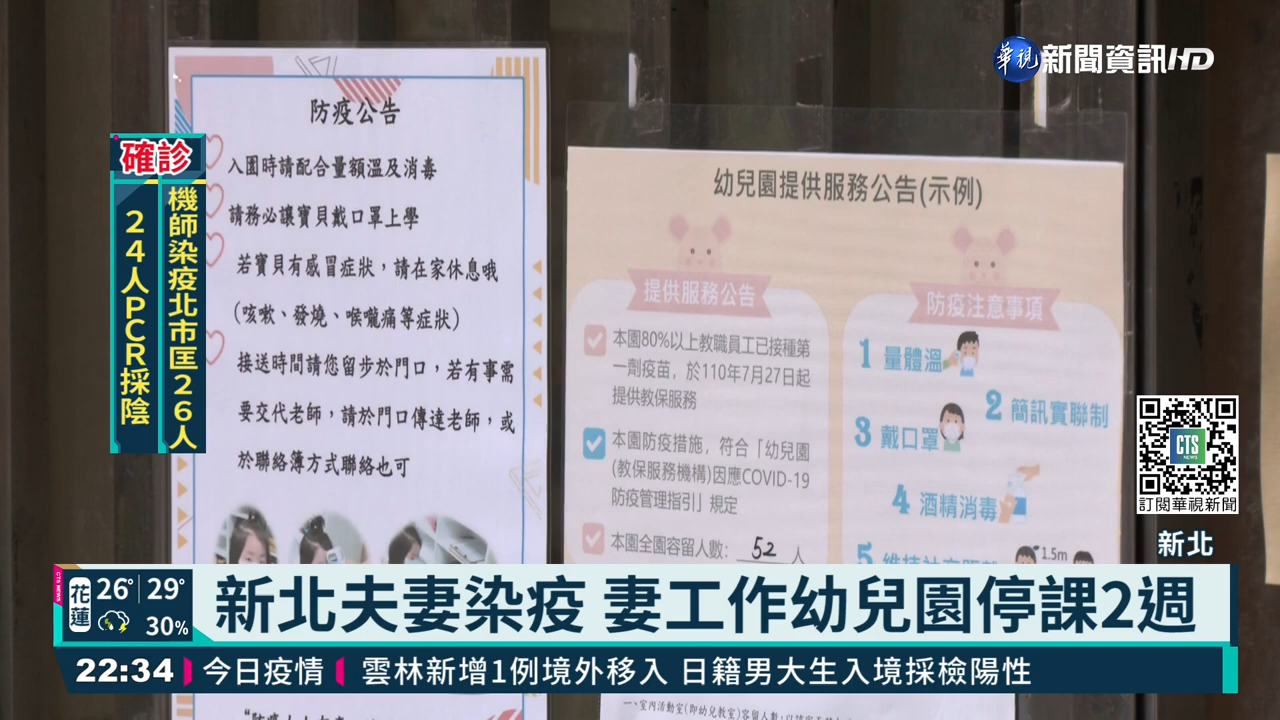 華視 新聞資訊HD
確診
機師染疫北市匡26人
24人PCR採陰
防疫公告
入園時請配合量額溫及消毒
請務必讓寶貝戴口罩上學
若寶貝有感冒症狀,請在家休息哦
(咳嗽、發燒、喉嚨痛等症狀)
接送時間請您留步於門口,若有事需
要交代老師,請於門口傳達老師,或
於聯絡簿方式聯絡也可
幼兒園提供服務公告(示例)
提供服務公告
本園80%以上教職員工已接種第
一劑疫苗,於110年7月27日起
提供教保服務
本園防疫措施,符合「幼兒園
(教保服務機構)因應COVID-19
防疫管理指引」規定
本園全園容留人數: 52 人
防疫注意事項
1 量體溫
2 簡訊實聯制
3 戴口罩
4 酒精消毒
5
1.5m
CTS
NEWS
訂閱華視新聞
新北
花蓮
26° 29°
30%
新北夫妻染疫 妻工作幼兒園停課2週
22:34 今日疫情 雲林新增1例境外移入 日籍男大生入境採檢陽性